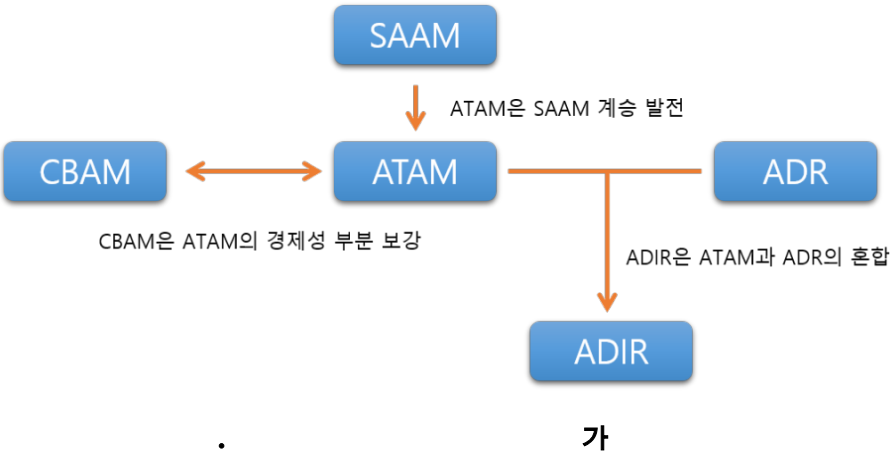 SAAM
ATAM은 SAAM 계승 발전
CBAM
ATAM
ADR
CBAM은 ATAM의 경제성 부분 보강
ADIR은 ATAM과 ADR의 혼합
ADIR
. 가